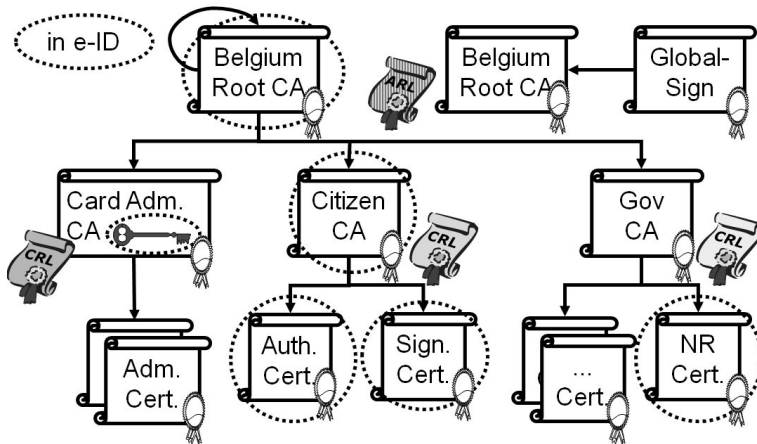 in e-ID
Belgium
Root CA
ARL
Belgium
Root CA
Global-
Sign
Card Adm.
CA
CRL
Citizen
CA
CRL
Gov
CA
CRL
Adm.
Cert.
Auth.
Cert.
Sign.
Cert.
...
Cert.
NR
Cert.